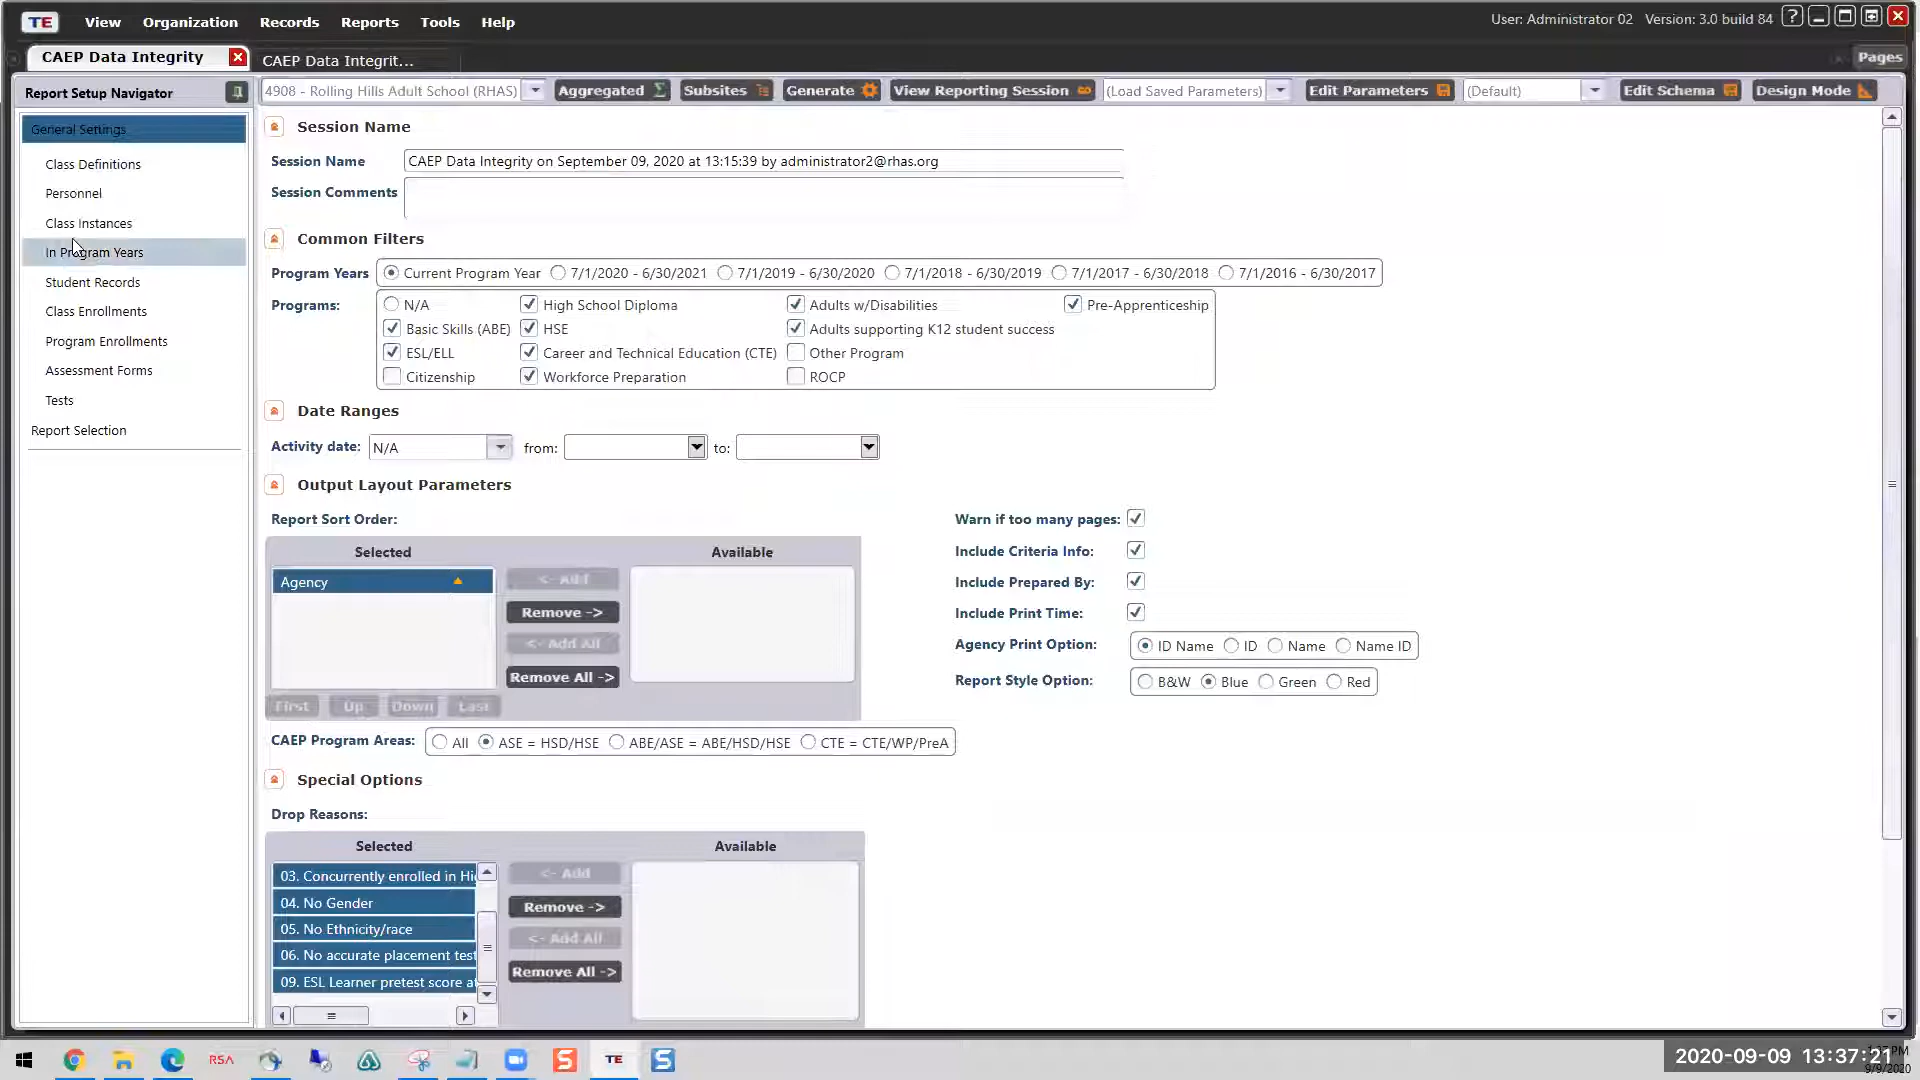 TE View Organization Records Reports Tools Help User: Administrator 02 Version: 3.0 build 84
CAEP Data Integrity CAEP Data Integrit... Pages
Report Setup Navigator
4908 - Rolling Hills Adult School (RHAS) Aggregated Subsites Generate View Reporting Session (Load Saved Parameters) Edit Parameters (Default) Edit Schema Design Mode
General Settings
Class Definitions
Personnel
Class Instances
In Program Years
Student Records
Class Enrollments
Program Enrollments
Assessment Forms
Tests
Report Selection
Session Name
Session Name CAEP Data Integrity on September 09, 2020 at 13:15:39 by administrator2@rhas.org
Session Comments
Common Filters
Program Years Current Program Year 7/1/2020 - 6/30/2021 7/1/2019 - 6/30/2020 7/1/2018 - 6/30/2019 7/1/2017 - 6/30/2018 7/1/2016 - 6/30/2017
Programs: N/A High School Diploma Adults w/Disabilities Pre-Apprenticeship
Basic Skills (ABE) HSE Adults supporting K12 student success
ESL/ELL Career and Technical Education (CTE) Other Program
Citizenship Workforce Preparation ROCP
Date Ranges
Activity date: N/A from: to:
Output Layout Parameters
Report Sort Order:
Selected Available
Agency
<- Add
Remove ->
<- Add All
Remove All ->
First Up Down Last
Warn if too many pages:
Include Criteria Info:
Include Prepared By:
Include Print Time:
Agency Print Option: ID Name ID Name Name ID
Report Style Option: B&W Blue Green Red
CAEP Program Areas: All ASE = HSD/HSE ABE/ASE = ABE/HSD/HSE CTE = CTE/WP/PreA
Special Options
Drop Reasons:
Selected Available
03. Concurrently enrolled in Hi
04. No Gender
05. No Ethnicity/race
06. No accurate placement test
09. ESL Learner pretest score a
<- Add
Remove ->
<- Add All
Remove All ->
RSA TE
2020-09-09 13:37:21
PM
9/9/2020